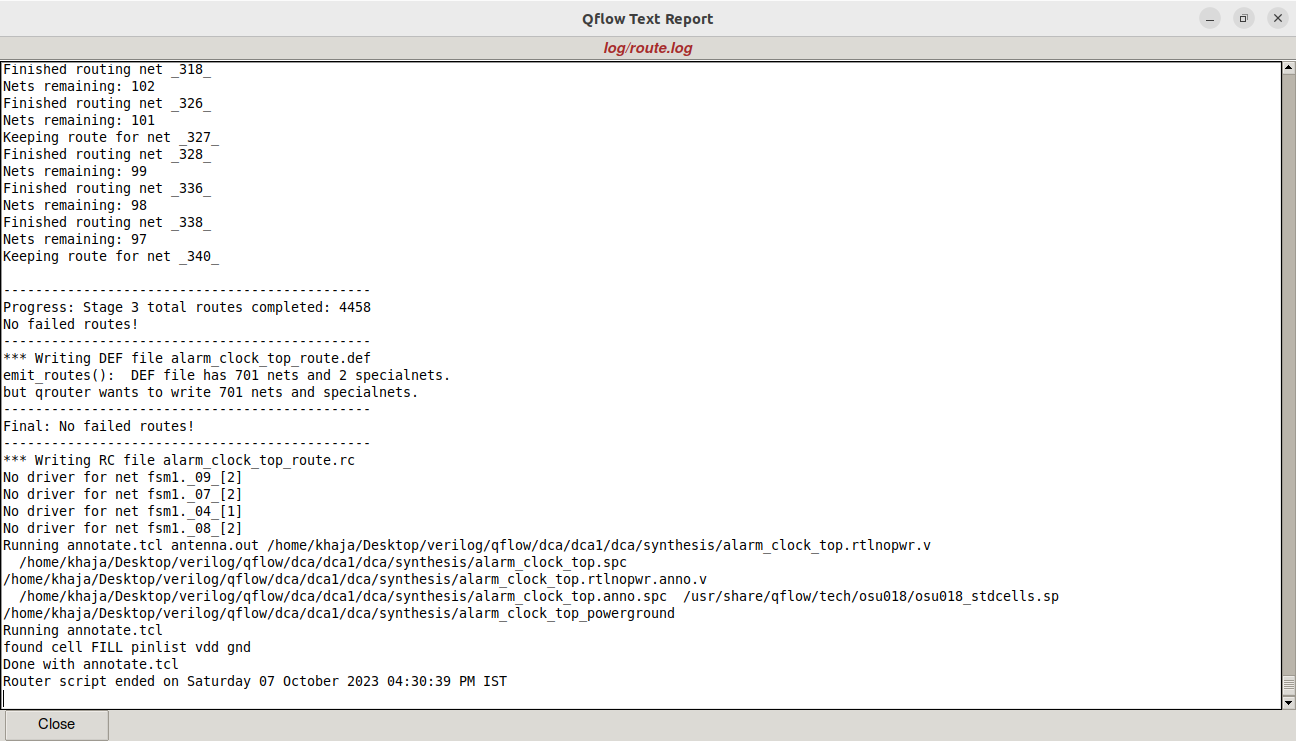 Qflow Text Report
log/route.log
Finished routing net _318_
Nets remaining: 102
Finished routing net _326_
Nets remaining: 101
Keeping route for net _327_
Finished routing net _328_
Nets remaining: 99
Finished routing net _336_
Nets remaining: 98
Finished routing net _338_
Nets remaining: 97
Keeping route for net _340_
----------------------------------------------
Progress: Stage 3 total routes completed: 4458
No failed routes!
----------------------------------------------
*** Writing DEF file alarm_clock_top_route.def
emit_routes():  DEF file has 701 nets and 2 specialnets.
but qrouter wants to write 701 nets and specialnets.
----------------------------------------------
Final: No failed routes!
----------------------------------------------
*** Writing RC file alarm_clock_top_route.rc
No driver for net fsm1._09_[2]
No driver for net fsm1._07_[2]
No driver for net fsm1._04_[1]
No driver for net fsm1._08_[2]
Running annotate.tcl antenna.out /home/khaja/Desktop/verilog/qflow/dca/dca1/dca/synthesis/alarm_clock_top.rtlnopwr.v
  /home/khaja/Desktop/verilog/qflow/dca/dca1/dca/synthesis/alarm_clock_top.spc
/home/khaja/Desktop/verilog/qflow/dca/dca1/dca/synthesis/alarm_clock_top.rtlnopwr.anno.v
  /home/khaja/Desktop/verilog/qflow/dca/dca1/dca/synthesis/alarm_clock_top.anno.spc  /usr/share/qflow/tech/osu018/osu018_stdcells.sp
/home/khaja/Desktop/verilog/qflow/dca/dca1/dca/synthesis/alarm_clock_top_powerground
Running annotate.tcl
found cell FILL pinlist vdd gnd
Done with annotate.tcl
Router script ended on Saturday 07 October 2023 04:30:39 PM IST
Close